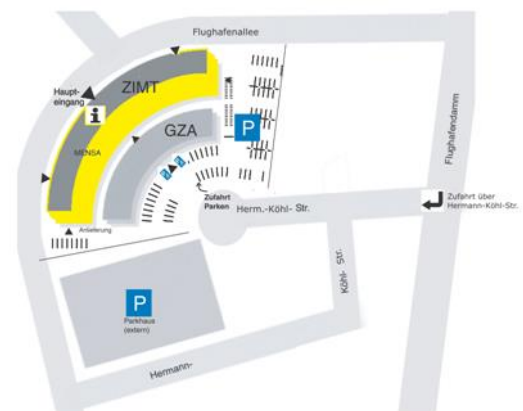 Flughafenallee
Haupt-
eingang
ZIMT
i
MENSA
GZA
P
Flughafendamm
Zufahrt
Parken
Herm.-Köhl- Str.
Zufahrt über
Hermann-Köhl-Str.
Anlieferung
P
Parkhaus
(extern)
Köhl- Str.
Hermann-